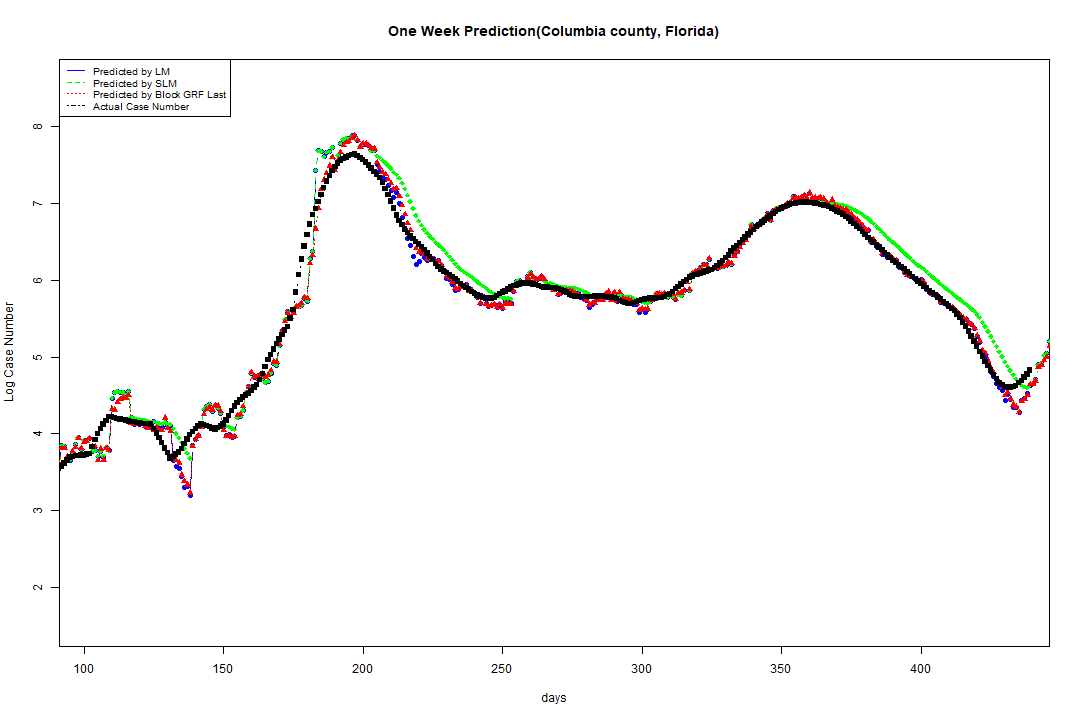 One Week Prediction(Columbia county, Florida)
Predicted by LM
Predicted by SLM
Predicted by Block GRF Last
Actual Case Number
Log Case Number
8
7
6
5
4
3
2
100 150 200 250 300 350 400
days